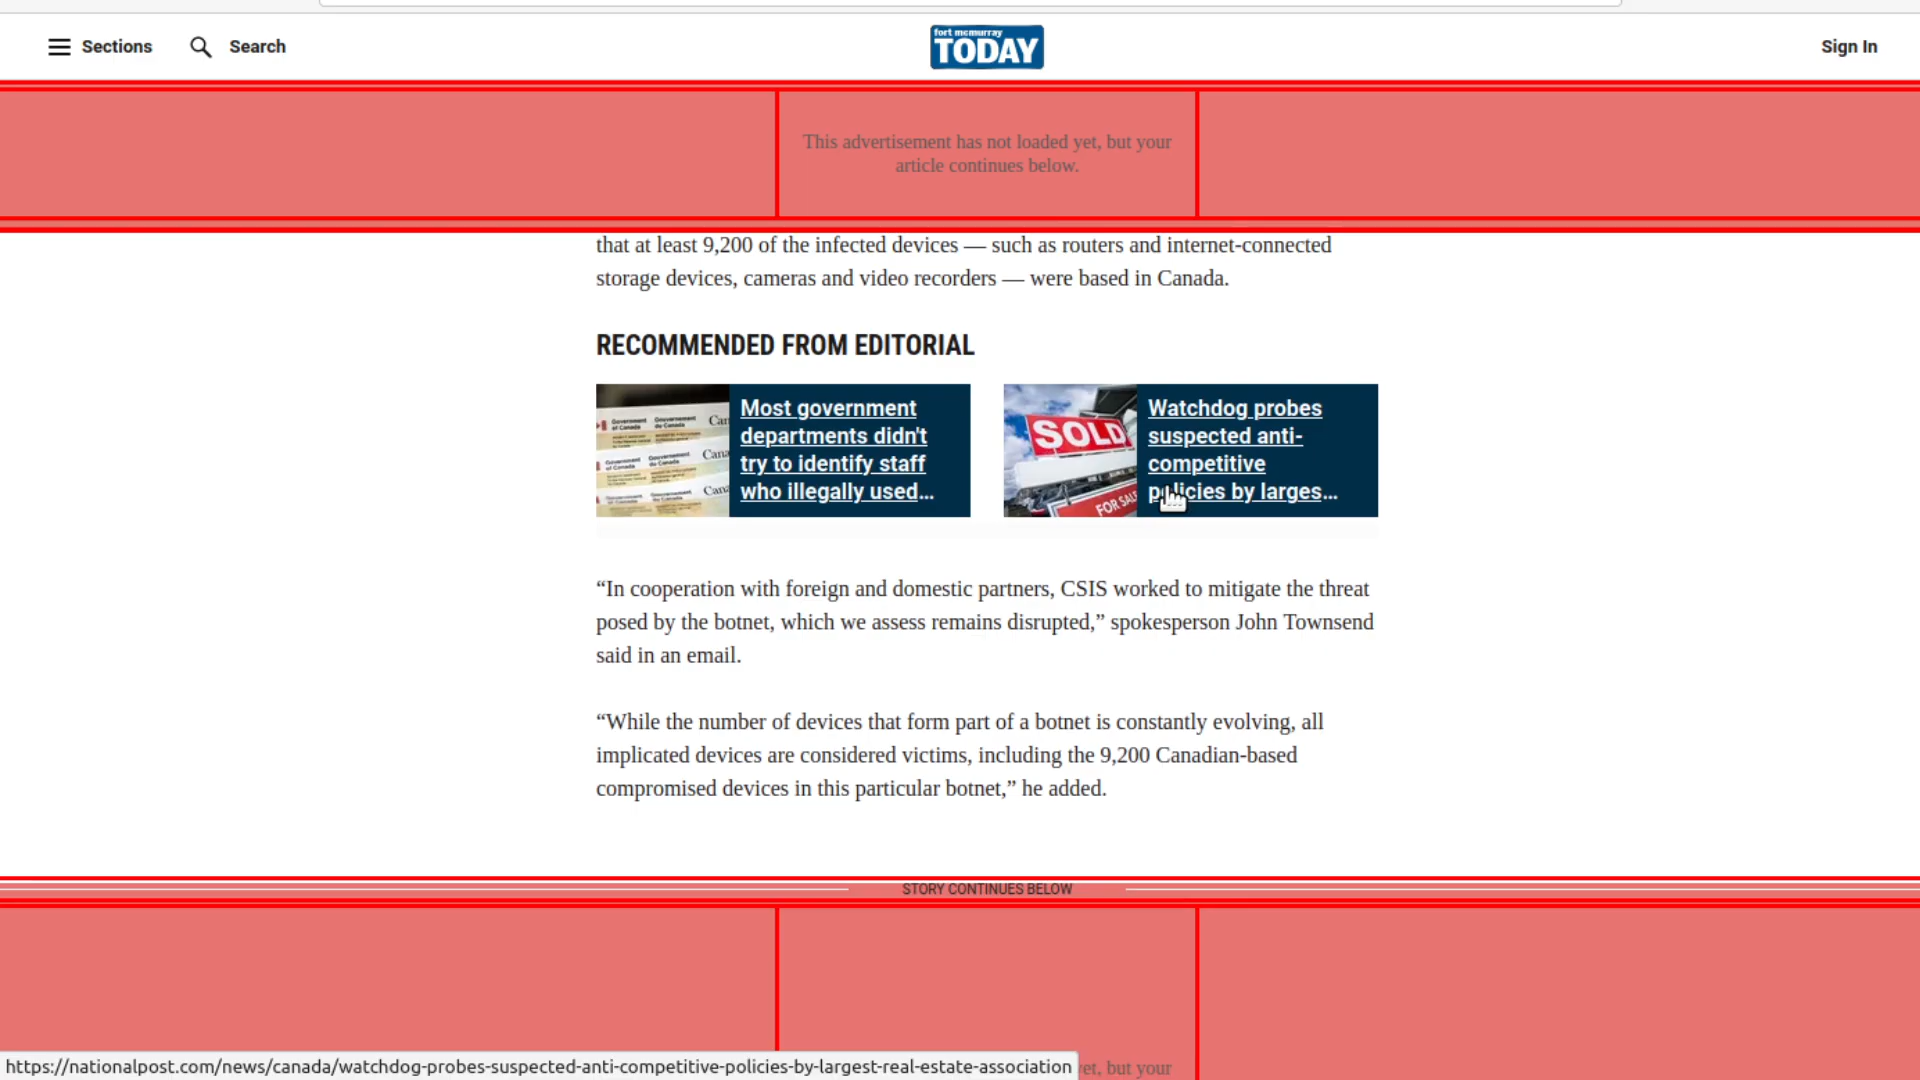 Sections
Search
fort mcmurray
TODAY
Sign In
This advertisement has not loaded yet, but your
article continues below.
that at least 9,200 of the infected devices — such as routers and internet-connected
storage devices, cameras and video recorders — were based in Canada.
RECOMMENDED FROM EDITORIAL
Most government
departments didn't
try to identify staff
who illegally used...
SOLD
FOR SALE
Watchdog probes
suspected anti-
competitive
policies by larges...
“In cooperation with foreign and domestic partners, CSIS worked to mitigate the threat
posed by the botnet, which we assess remains disrupted,” spokesperson John Townsend
said in an email.
“While the number of devices that form part of a botnet is constantly evolving, all
implicated devices are considered victims, including the 9,200 Canadian-based
compromised devices in this particular botnet,” he added.
STORY CONTINUES BELOW
yet, but your
https://nationalpost.com/news/canada/watchdog-probes-suspected-anti-competitive-policies-by-largest-real-estate-association